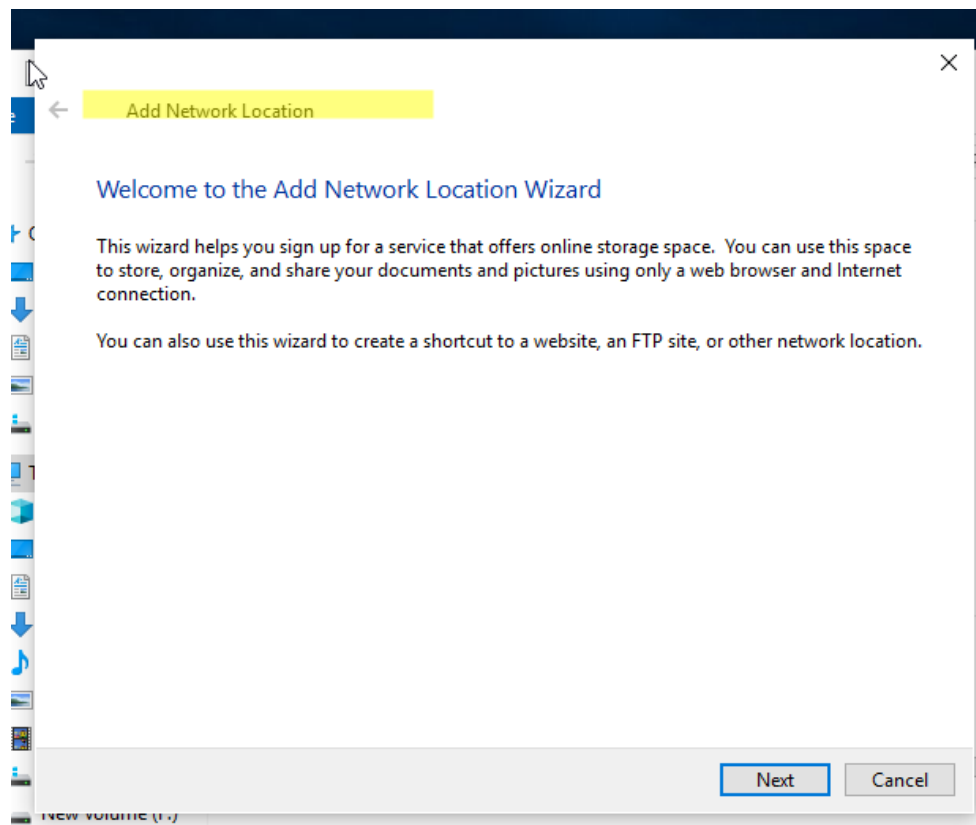 Add Network Location
Welcome to the Add Network Location Wizard
This wizard helps you sign up for a service that offers online storage space. You can use this space
to store, organize, and share your documents and pictures using only a web browser and Internet
connection.
You can also use this wizard to create a shortcut to a website, an FTP site, or other network location.
Next
Cancel
New Volume